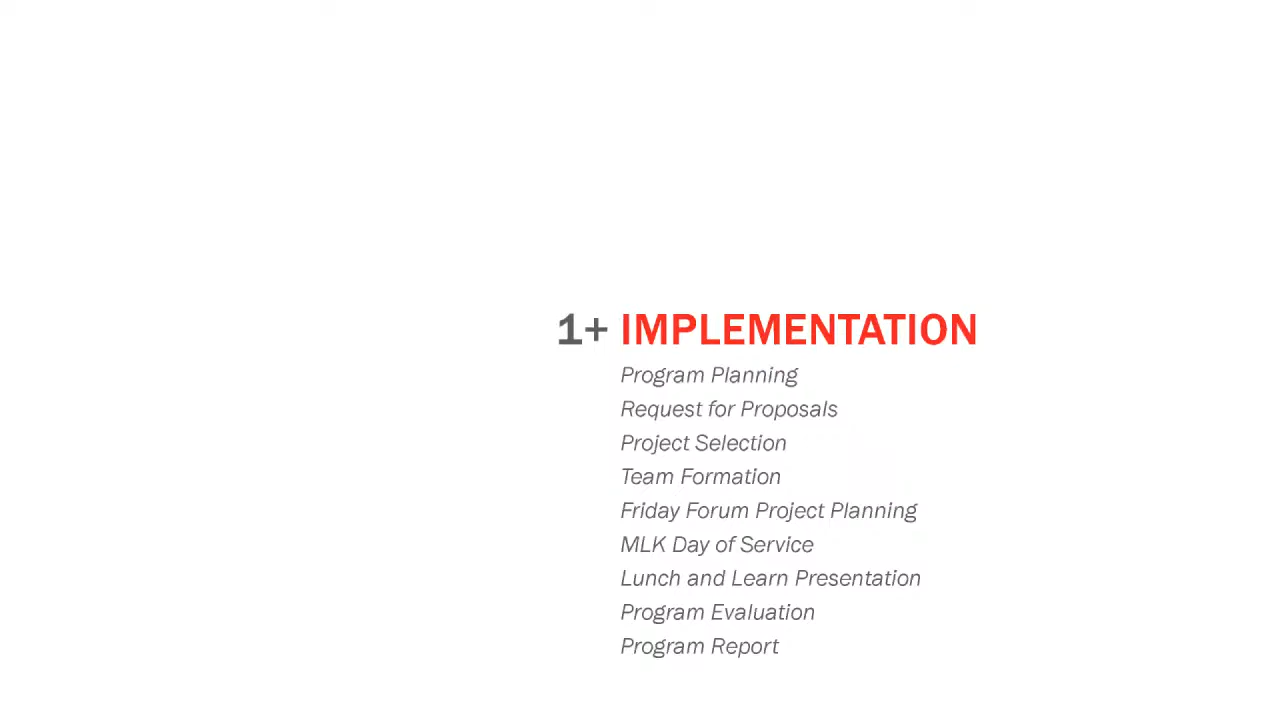 1+ IMPLEMENTATION
Program Planning
Request for Proposals
Project Selection
Team Formation
Friday Forum Project Planning
MLK Day of Service
Lunch and Learn Presentation
Program Evaluation
Program Report